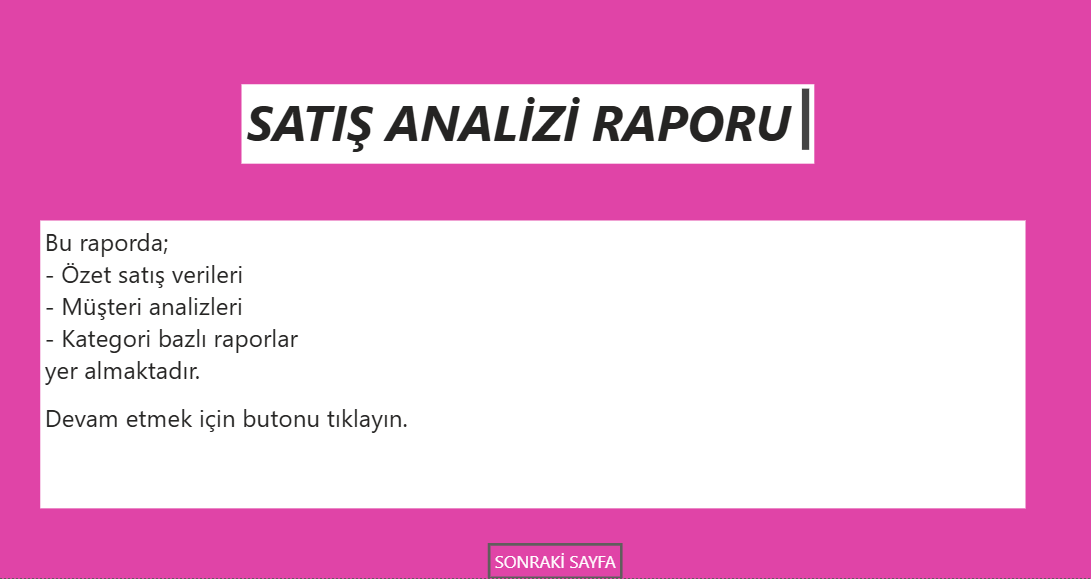 SATIŞ ANALİZİ RAPORU
Bu raporda;
- Özet satış verileri
- Müşteri analizleri
- Kategori bazlı raporlar
yer almaktadır.
Devam etmek için butonu tıklayın.
SONRAKİ SAYFA